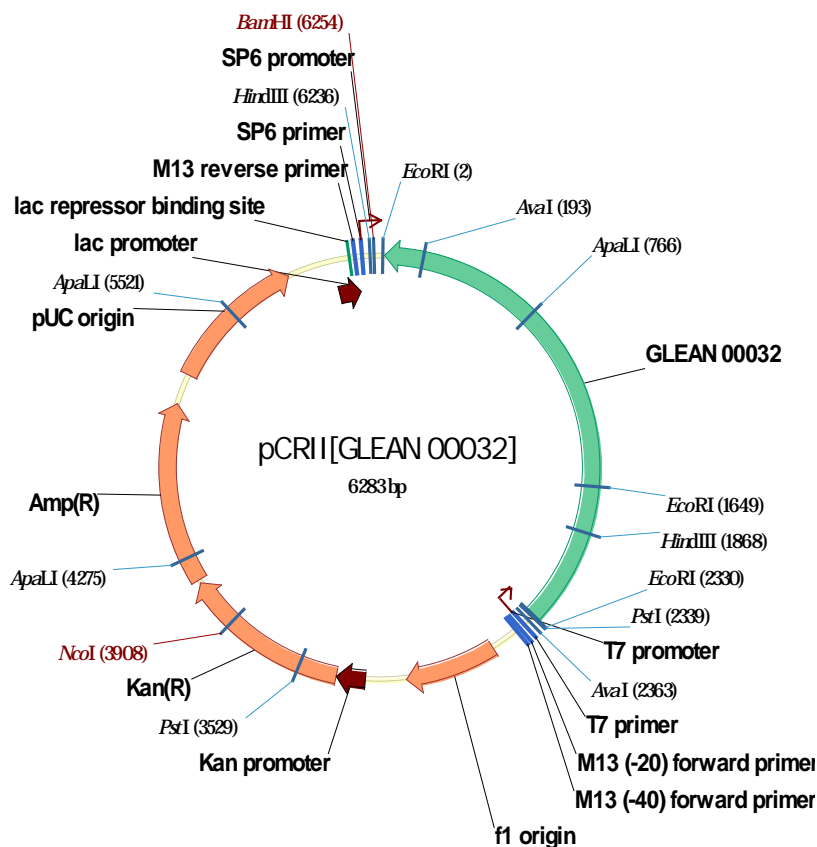 BamHI (6254)
SP6 promoter
HindIII (6236)
SP6 primer
M13 reverse primer
EcoRI (2)
lac repressor binding site
AvaI (193)
lac promoter
ApaLI (766)
ApaLI (5521)
pUC origin
GLEAN 00032
pCRII[GLEAN 00032]
6283 bp
Amp(R)
EcoRI (1649)
HindIII (1868)
ApaLI (4275)
EcoRI (2330)
PstI (2339)
NcoI (3908)
T7 promoter
Kan(R)
AvaI (2363)
PstI (3529)
T7 primer
Kan promoter
M13 (-20) forward primer
M13 (-40) forward primer
f1 origin